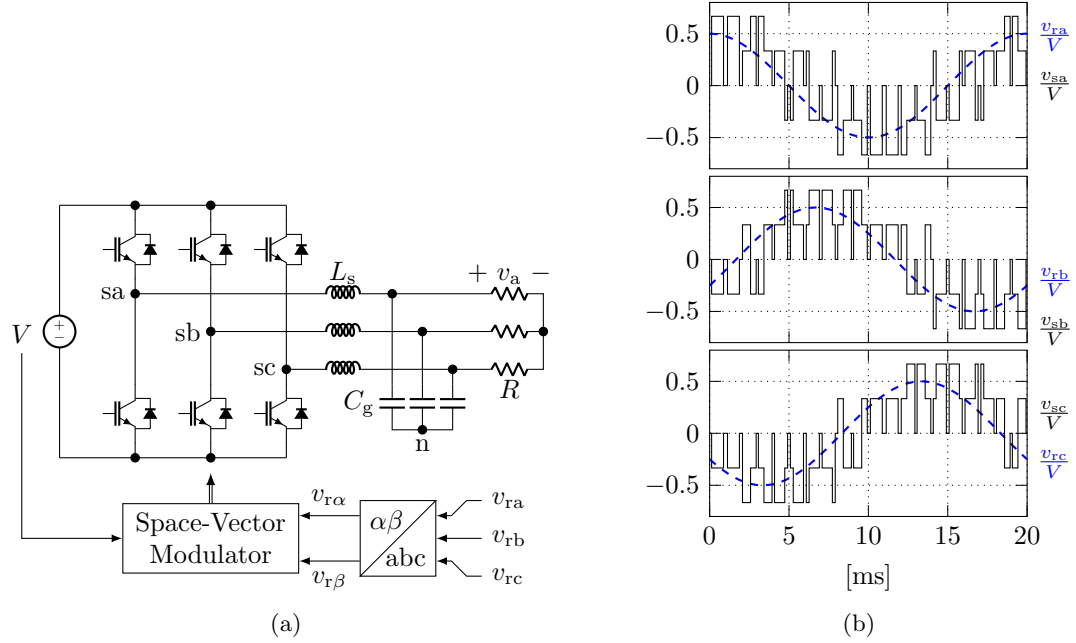 V
+
−
sa
sb
sc
L_s
+ v_a −
R
C_g
n
Space-Vector
Modulator
v_rα
v_rβ
αβ
abc
v_ra
v_rb
v_rc
(a)
0.5
0
−0.5
v_ra/V
v_sa/V
0.5
0
−0.5
v_rb/V
v_sb/V
0.5
0
−0.5
v_sc/V
v_rc/V
0 5 10 15 20
[ms]
(b)